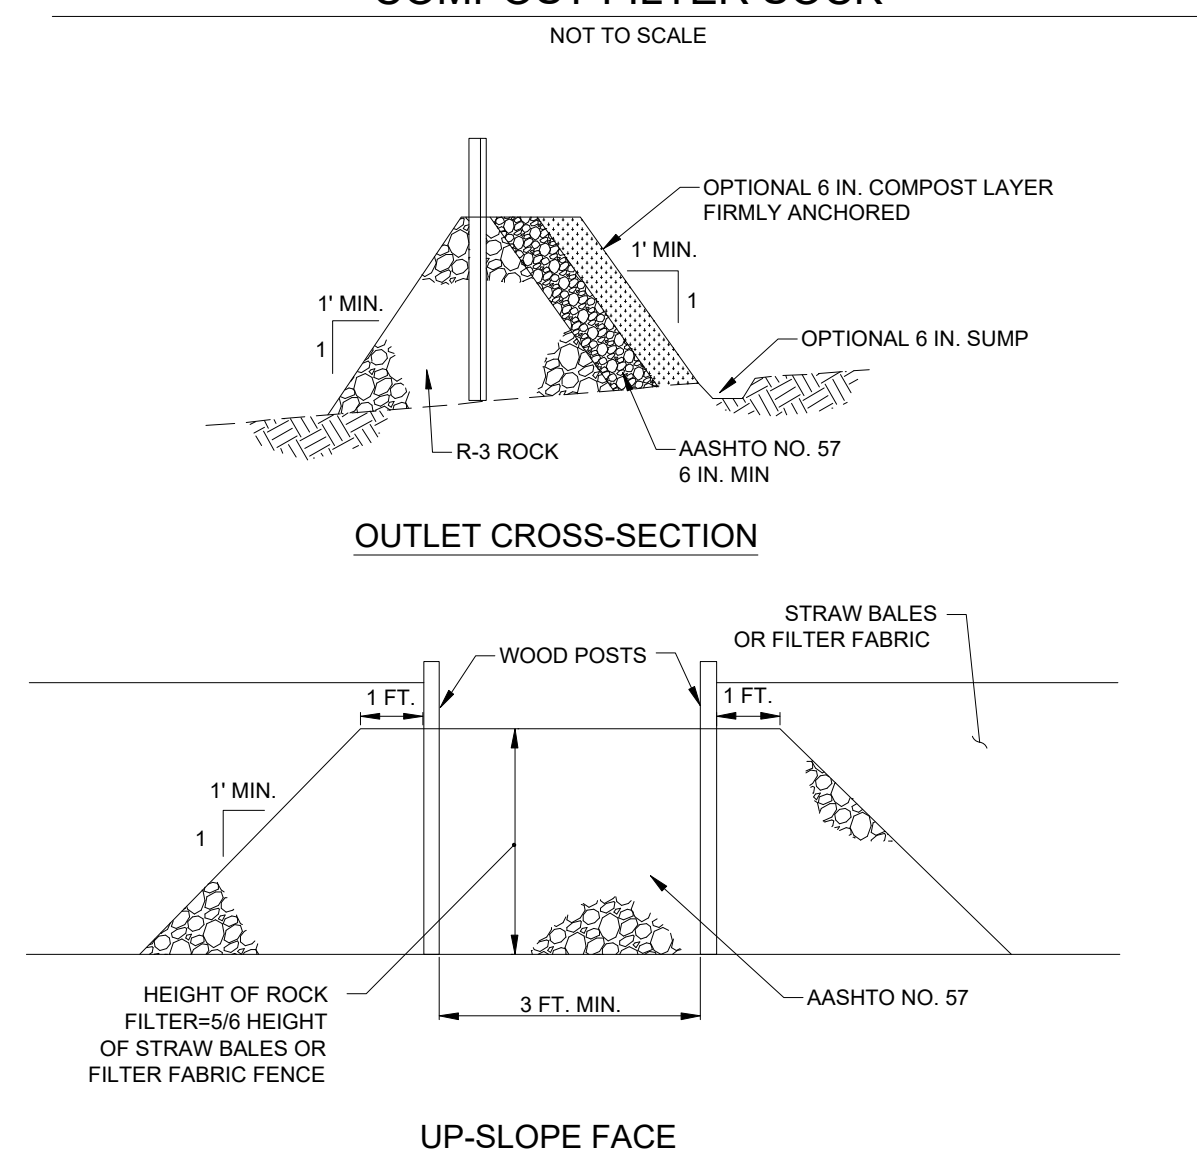 COMPOST FILTER SOCK
NOT TO SCALE
OPTIONAL 6 IN. COMPOST LAYER
FIRMLY ANCHORED
1' MIN.
1
1' MIN.
1
OPTIONAL 6 IN. SUMP
R-3 ROCK
AASHTO NO. 57
6 IN. MIN
OUTLET CROSS-SECTION
STRAW BALES
OR FILTER FABRIC
WOOD POSTS
1 FT.
1 FT.
1' MIN.
1
HEIGHT OF ROCK
FILTER=5/6 HEIGHT
OF STRAW BALES OR
FILTER FABRIC FENCE
3 FT. MIN.
AASHTO NO. 57
UP-SLOPE FACE